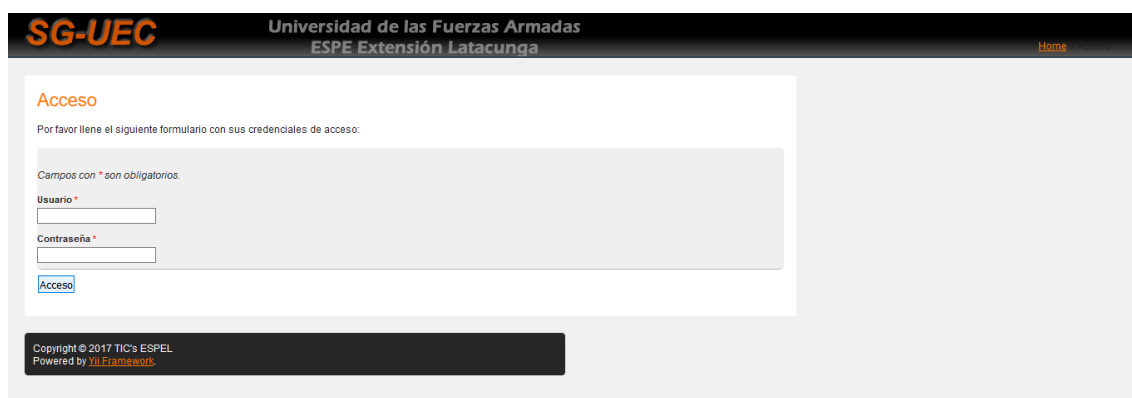 SG-UEC
Universidad de las Fuerzas Armadas
ESPE Extensión Latacunga
Home
Acceso
Por favor llene el siguiente formulario con sus credenciales de acceso:
Campos con * son obligatorios.
Usuario *
Contraseña *
Acceso
Copyright © 2017 TIC's ESPEL
Powered by Yii Framework.